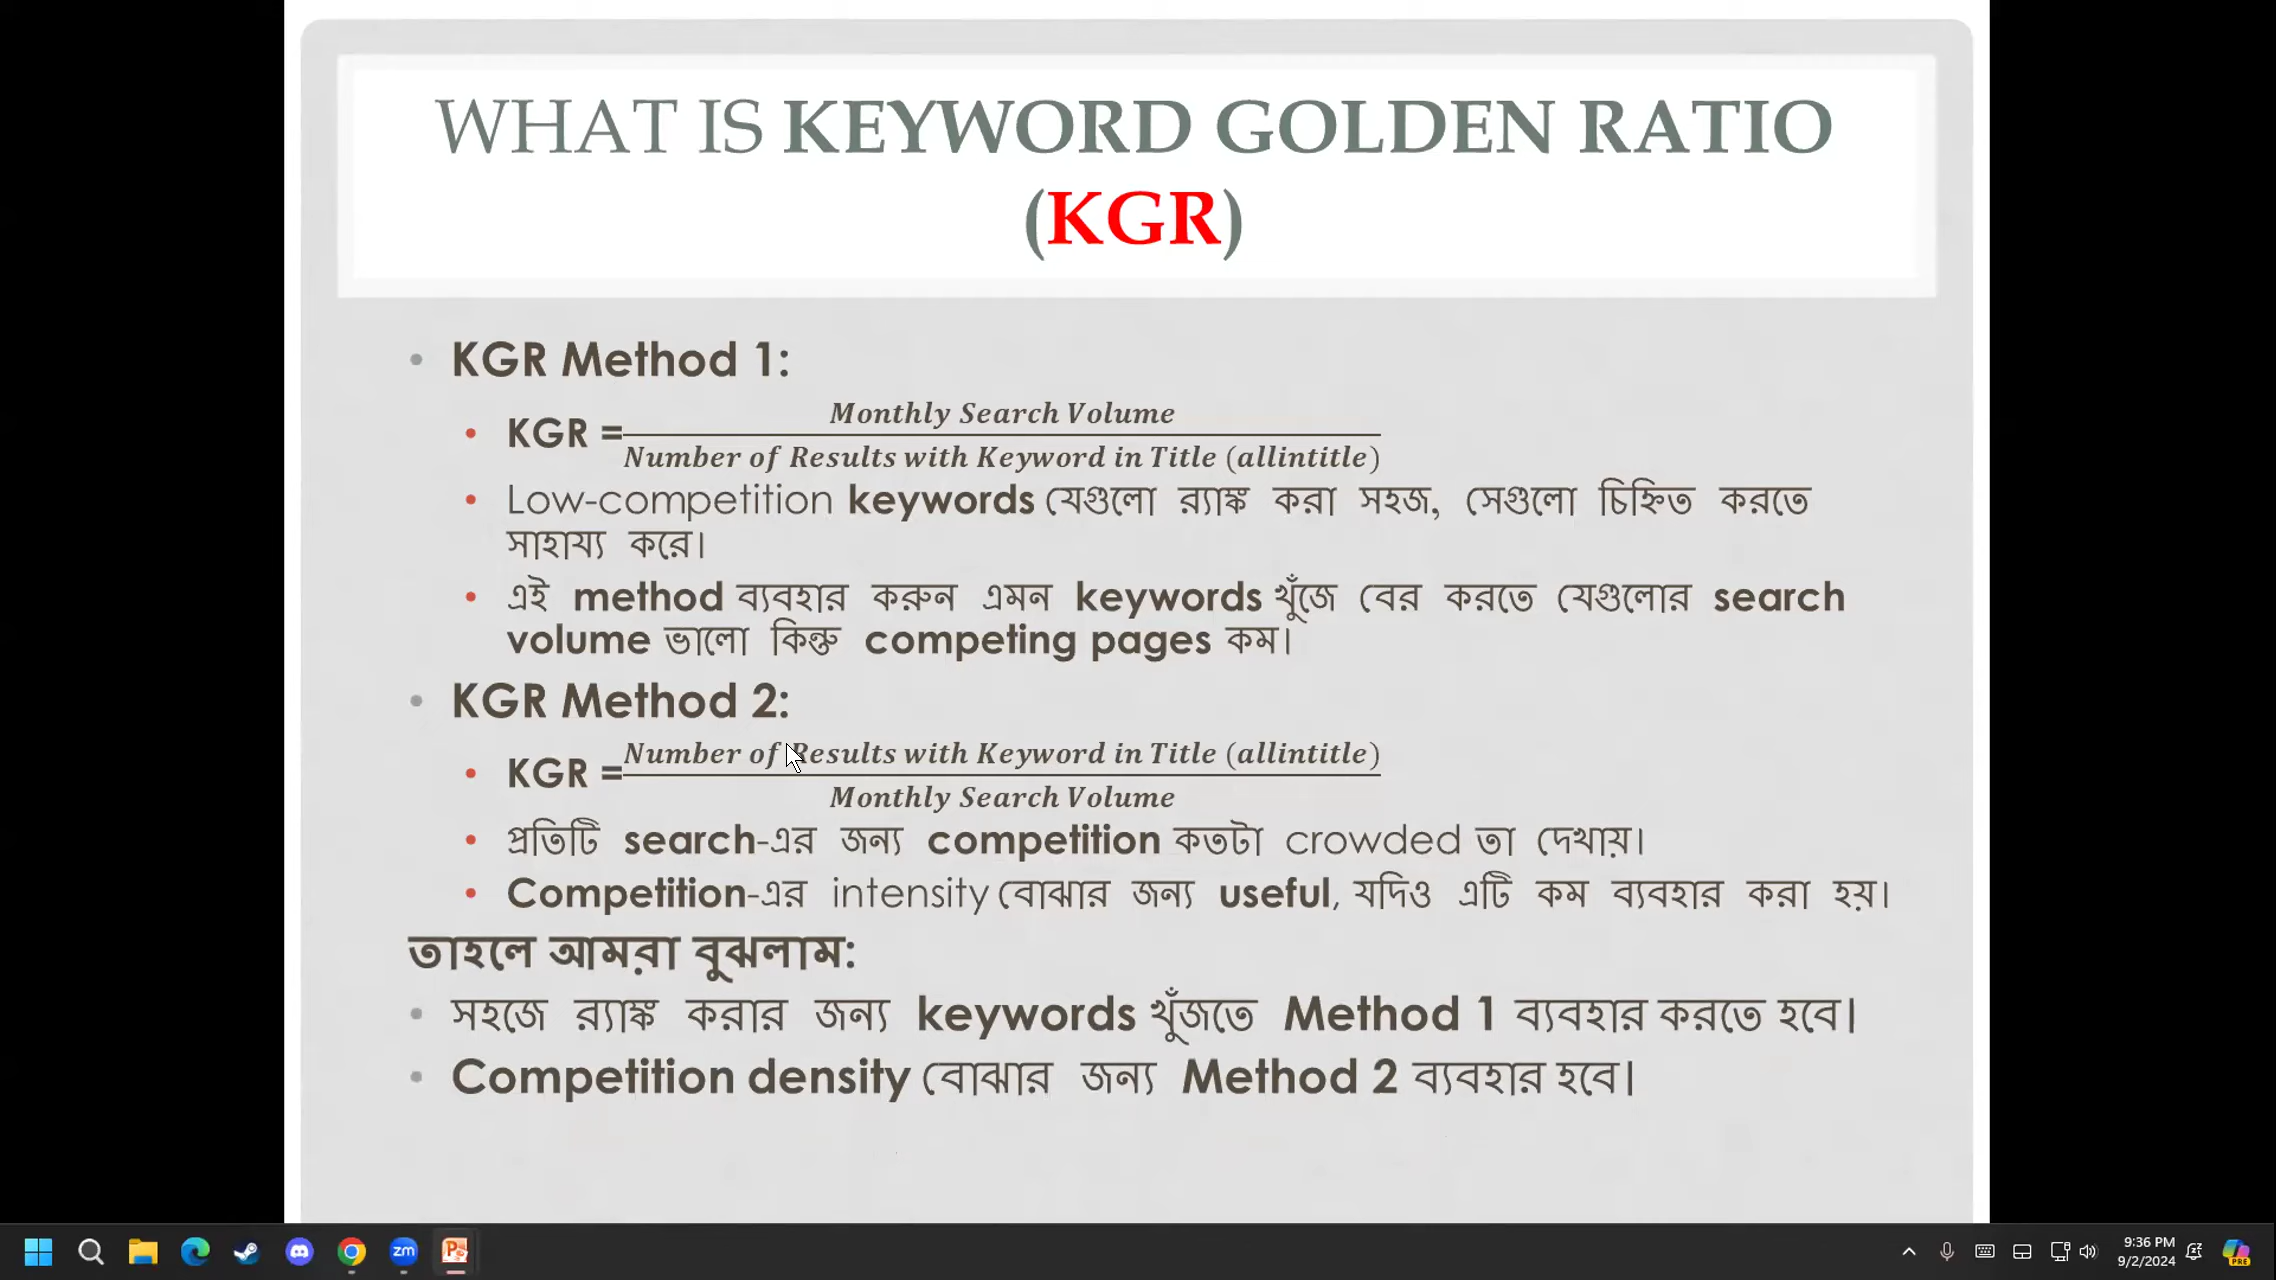 WHAT IS KEYWORD GOLDEN RATIO
(KGR)
• KGR Method 1:
• KGR = Monthly Search Volume / Number of Results with Keyword in Title (allintitle)
• Low-competition keywords যেগুলো র‍্যাঙ্ক করা সহজ, সেগুলো চিহ্নিত করতে
সাহায্য করে।
• এই method ব্যবহার করুন এমন keywords খুঁজে বের করতে যেগুলোর search
volume ভালো কিন্তু competing pages কম।
• KGR Method 2:
• KGR = Number of Results with Keyword in Title (allintitle) / Monthly Search Volume
• প্রতিটি search-এর জন্য competition কতটা crowded তা দেখায়।
• Competition-এর intensity বোঝার জন্য useful, যদিও এটি কম ব্যবহার করা হয়।
তাহলে আমরা বুঝলাম:
• সহজে র‍্যাঙ্ক করার জন্য keywords খুঁজতে Method 1 ব্যবহার করতে হবে।
• Competition density বোঝার জন্য Method 2 ব্যবহার হবে।
zm
9:36 PM
9/2/2024
PRE